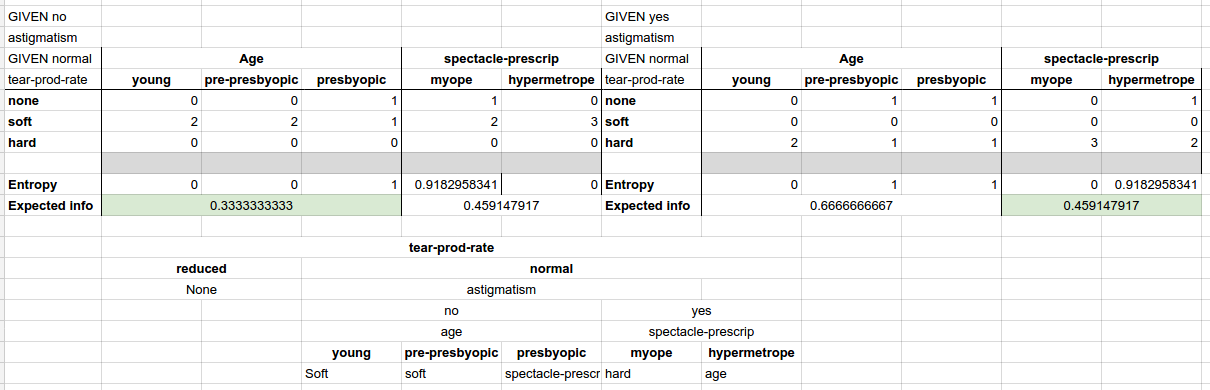 GIVEN no GIVEN yes
astigmatism astigmatism
GIVEN normal Age spectacle-prescrip GIVEN normal Age spectacle-prescrip
tear-prod-rate young pre-presbyopic presbyopic myope hypermetrope tear-prod-rate young pre-presbyopic presbyopic myope hypermetrope
none 0 0 1 1 0 none 0 1 1 0 1
soft 2 2 1 2 3 soft 0 0 0 0 0
hard 0 0 0 0 0 hard 2 1 1 3 2
Entropy 0 0 1 0.9182958341 0 Entropy 0 1 1 0 0.9182958341
Expected info 0.3333333333 0.459147917 Expected info 0.6666666667 0.459147917
tear-prod-rate
reduced normal
None astigmatism
no yes
age spectacle-prescrip
young pre-presbyopic presbyopic myope hypermetrope
Soft soft spectacle-prescr hard age